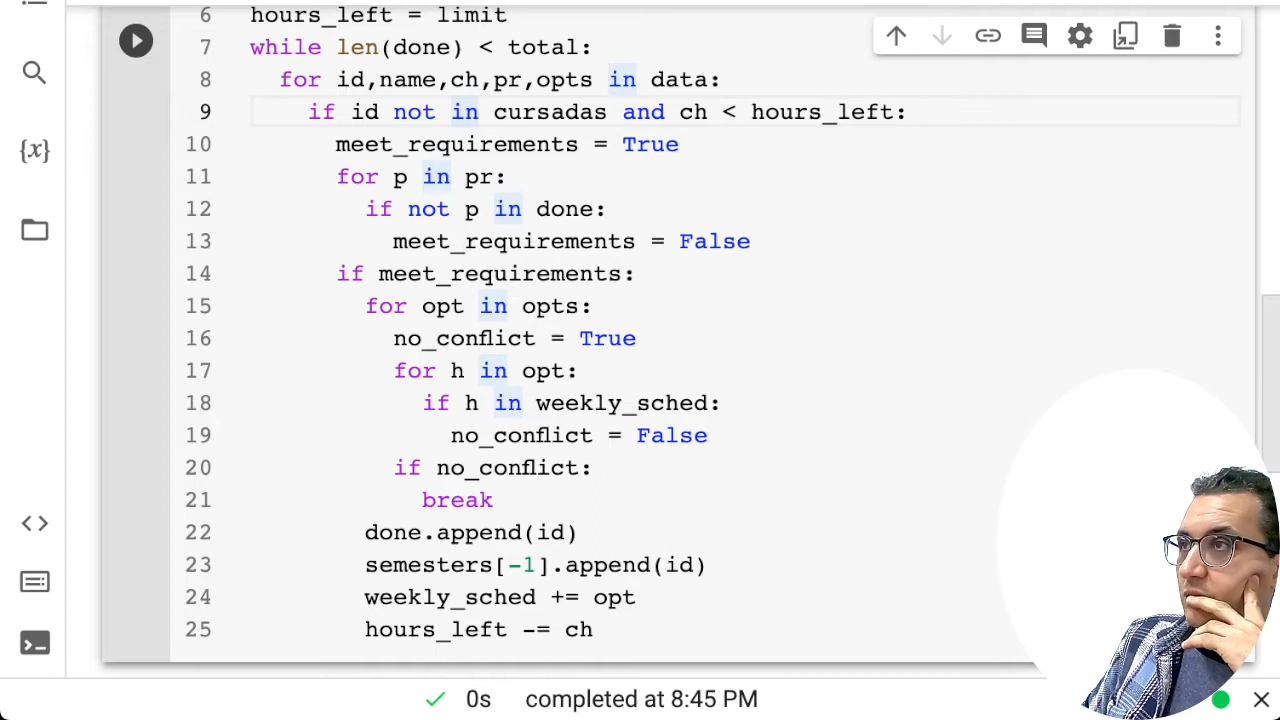 6 hours_left = limit
7 while len(done) < total:
8 for id,name,ch,pr,opts in data:
9 if id not in cursadas and ch < hours_left:
10 meet_requirements = True
11 for p in pr:
12 if not p in done:
13 meet_requirements = False
14 if meet_requirements:
15 for opt in opts:
16 no_conflict = True
17 for h in opt:
18 if h in weekly_sched:
19 no_conflict = False
20 if no_conflict:
21 break
22 done.append(id)
23 semesters[-1].append(id)
24 weekly_sched += opt
25 hours_left -= ch
{x}
0s completed at 8:45 PM